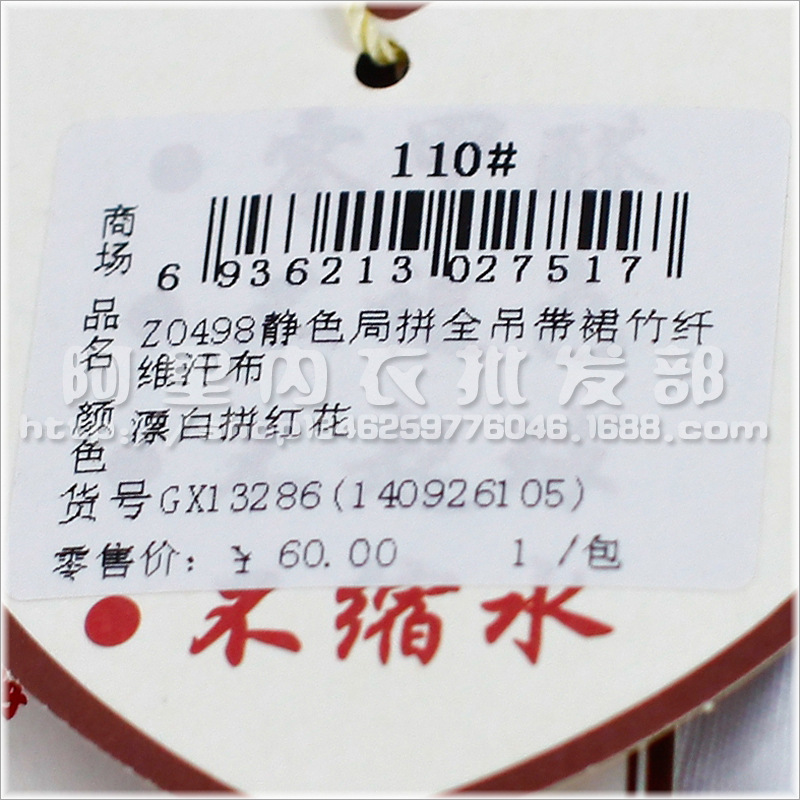 110#
商场
6 936213 027517
品名 Z0498静色局拼全吊带裙竹纤
维汗布
阿里内衣批发部
颜色 漂白拼红花
46259776046.1688.com
货号GX13286(140926105)
零售价: ¥ 60.00 1 /包
不缩水